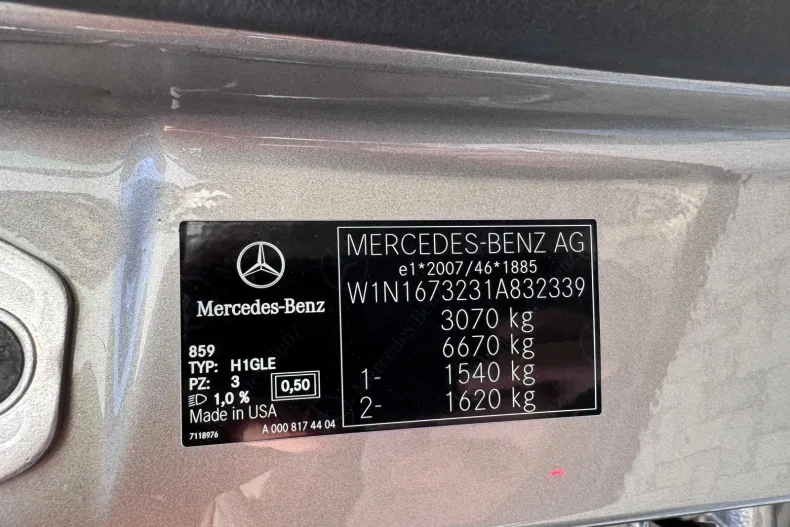 Mercedes-Benz
859
TYP: H1GLE
PZ: 3
1,0 %
0,50
Made in USA
7118976
A 000 817 44 04
MERCEDES-BENZ AG
e1*2007/46*1885
W1N1673231A832339
3070 kg
6670 kg
1- 1540 kg
2- 1620 kg